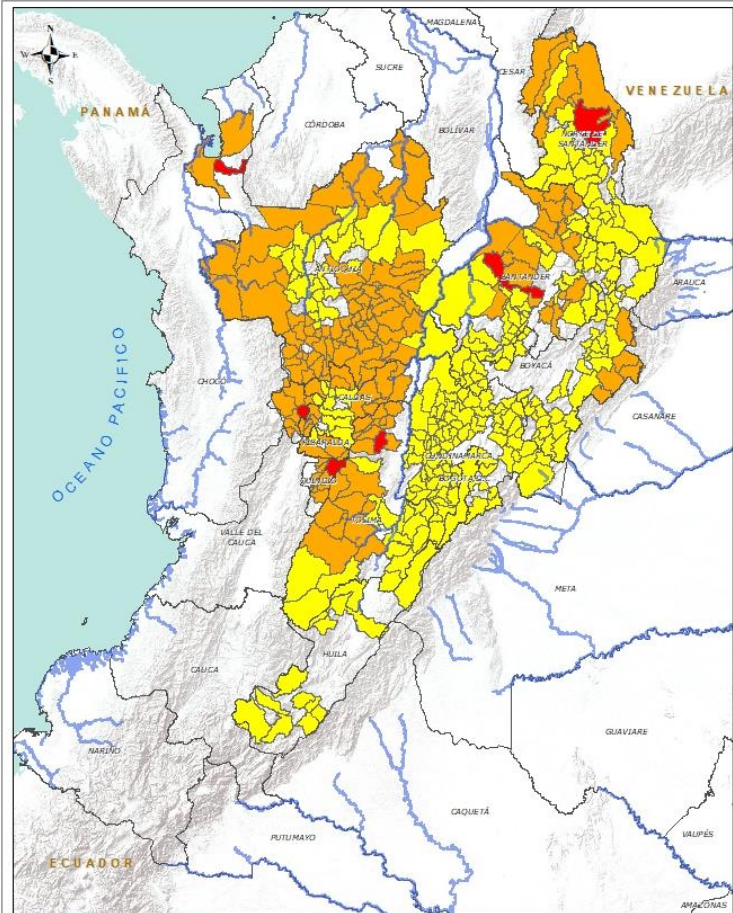 MAGDALENA
N
W E
S
SUCRE
CESAR
VENEZUELA
PANAMÁ
CÓRDOBA
BOLÍVAR
NORTE DE
SANTANDER
ANTIOQUIA
SANTANDER
ARAUCA
OCEANO PACIFICO
CHOCÓ
BOYACÁ
CALDAS
CASANARE
RISARALDA
CUNDINAMARCA
QUINDIO
BOGOTÁ, D.C.
TOLIMA
VALLE DEL
CAUCA
META
HUILA
CAUCA
GUAVIARE
NARIÑO
CAQUETÁ
PUTUMAYO
VAUPÉS
ECUADOR
AMAZONAS